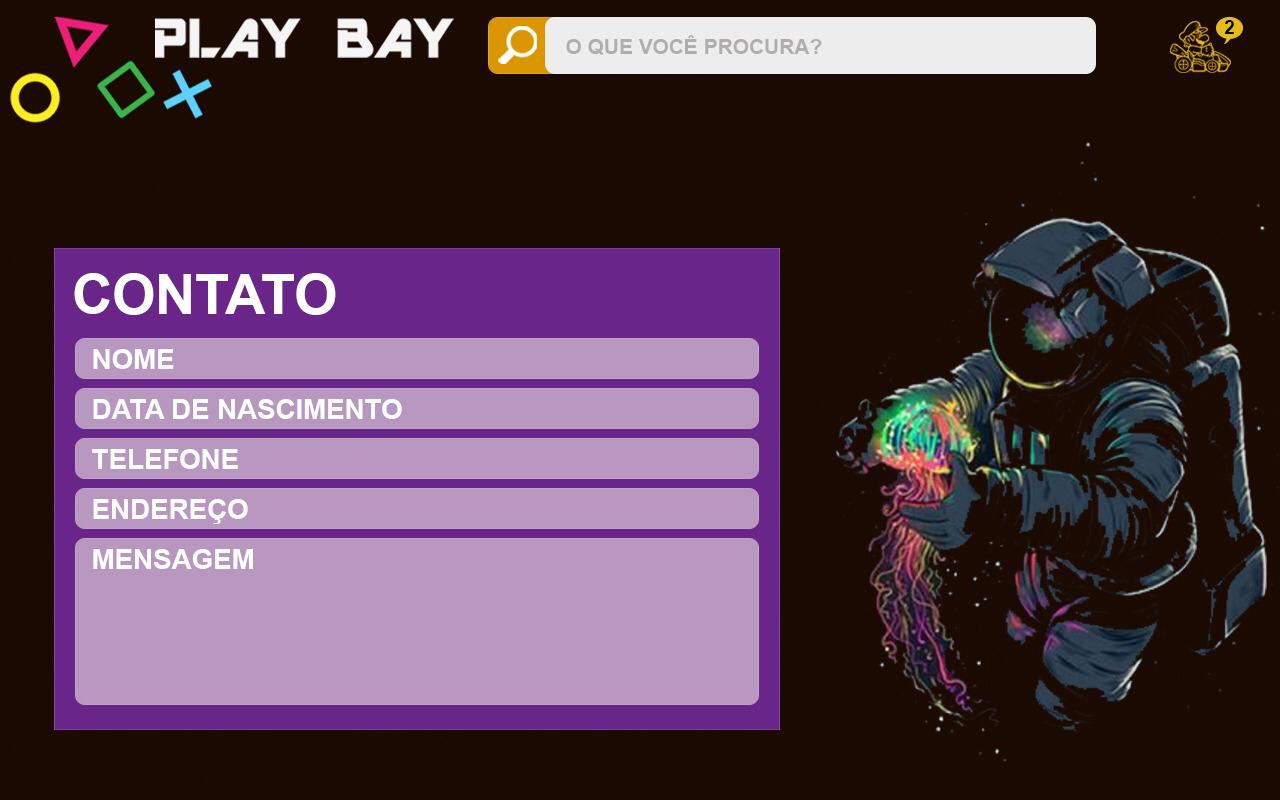 PLAY BAY
O QUE VOCÊ PROCURA?
2
CONTATO
NOME
DATA DE NASCIMENTO
TELEFONE
ENDEREÇO
MENSAGEM